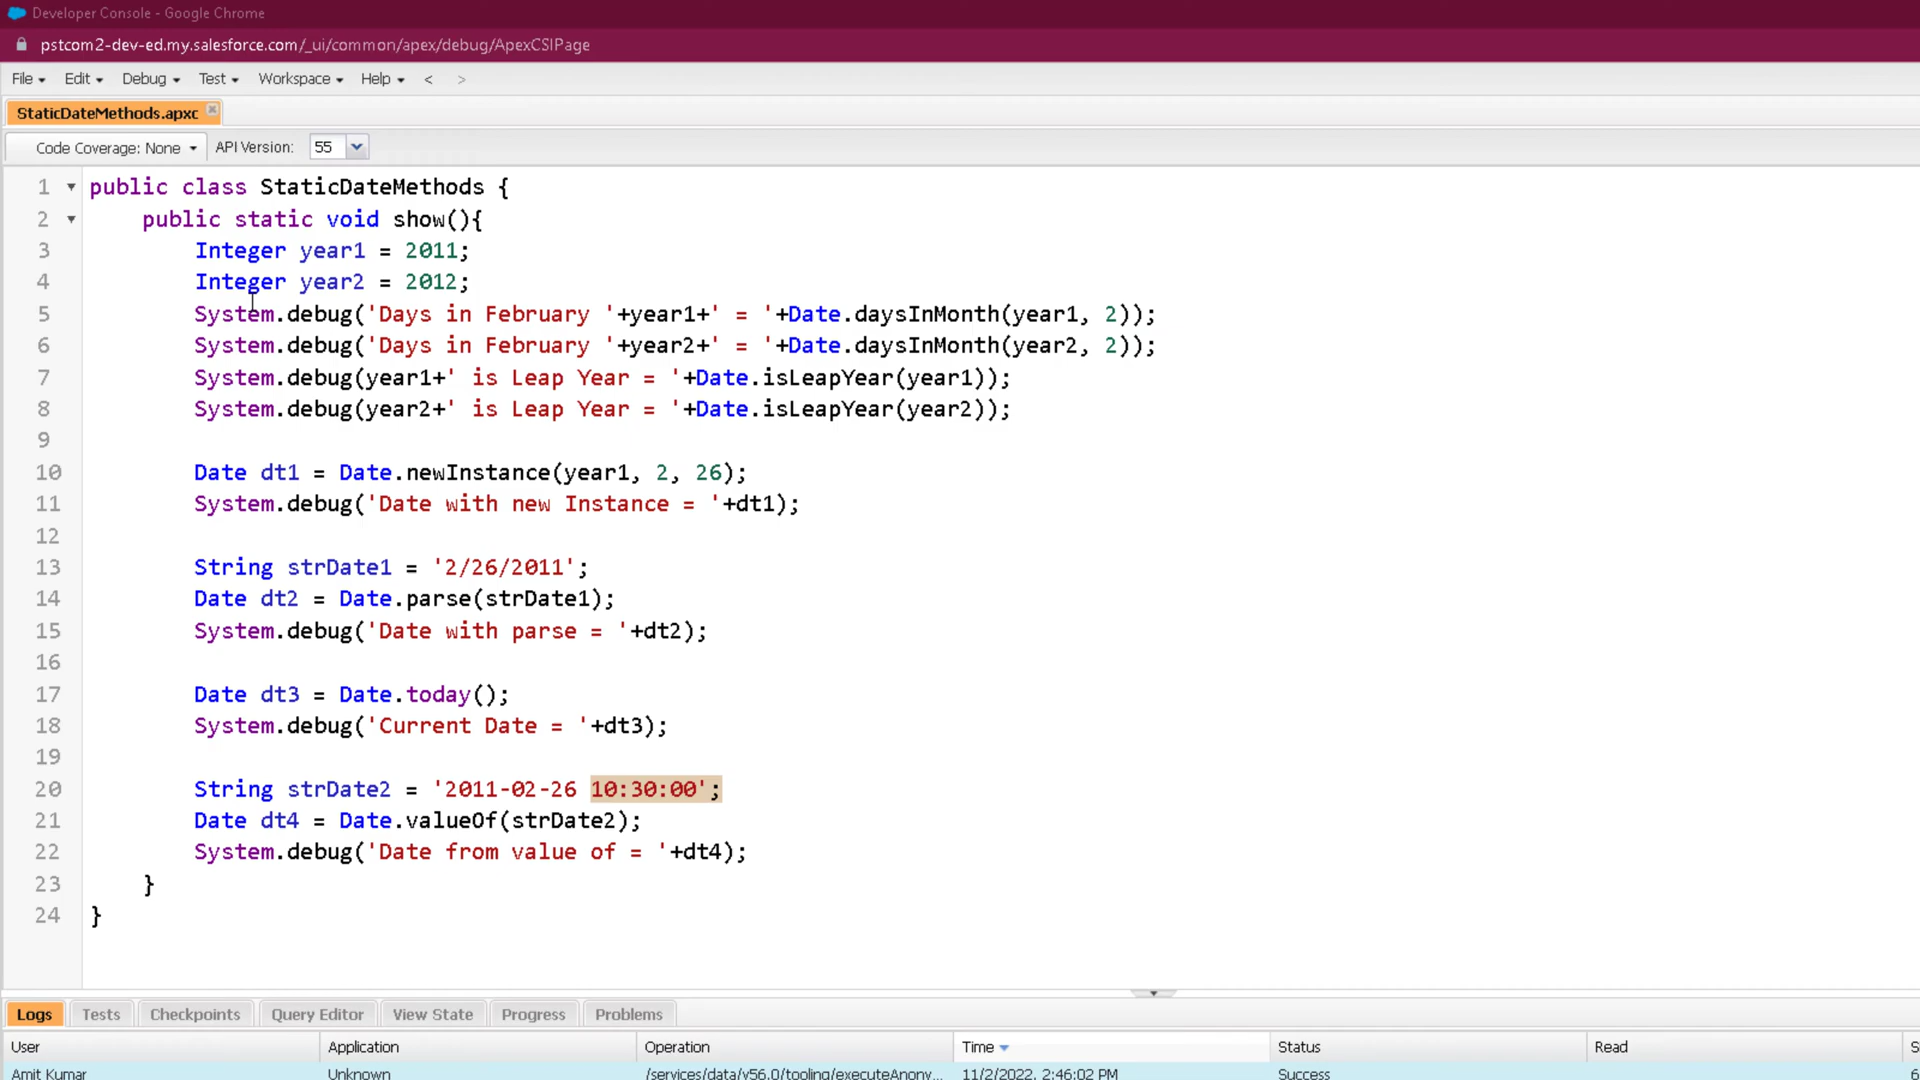 Developer Console - Google Chrome
pstcom2-dev-ed.my.salesforce.com/_ui/common/apex/debug/ApexCSIPage
File Edit Debug Test Workspace Help < >
StaticDateMethods.apxc
Code Coverage: None API Version: 55
1 public class StaticDateMethods {
2 public static void show(){
3 Integer year1 = 2011;
4 Integer year2 = 2012;
5 System.debug('Days in February '+year1+' = '+Date.daysInMonth(year1, 2));
6 System.debug('Days in February '+year2+' = '+Date.daysInMonth(year2, 2));
7 System.debug(year1+' is Leap Year = '+Date.isLeapYear(year1));
8 System.debug(year2+' is Leap Year = '+Date.isLeapYear(year2));
9
10 Date dt1 = Date.newInstance(year1, 2, 26);
11 System.debug('Date with new Instance = '+dt1);
12
13 String strDate1 = '2/26/2011';
14 Date dt2 = Date.parse(strDate1);
15 System.debug('Date with parse = '+dt2);
16
17 Date dt3 = Date.today();
18 System.debug('Current Date = '+dt3);
19
20 String strDate2 = '2011-02-26 10:30:00';
21 Date dt4 = Date.valueOf(strDate2);
22 System.debug('Date from value of = '+dt4);
23 }
24 }
Logs Tests Checkpoints Query Editor View State Progress Problems
User Application Operation Time Status Read
Amit Kumar Unknown /services/data/v56.0/tooling/executeAnony... 11/2/2022, 2:46:02 PM Success